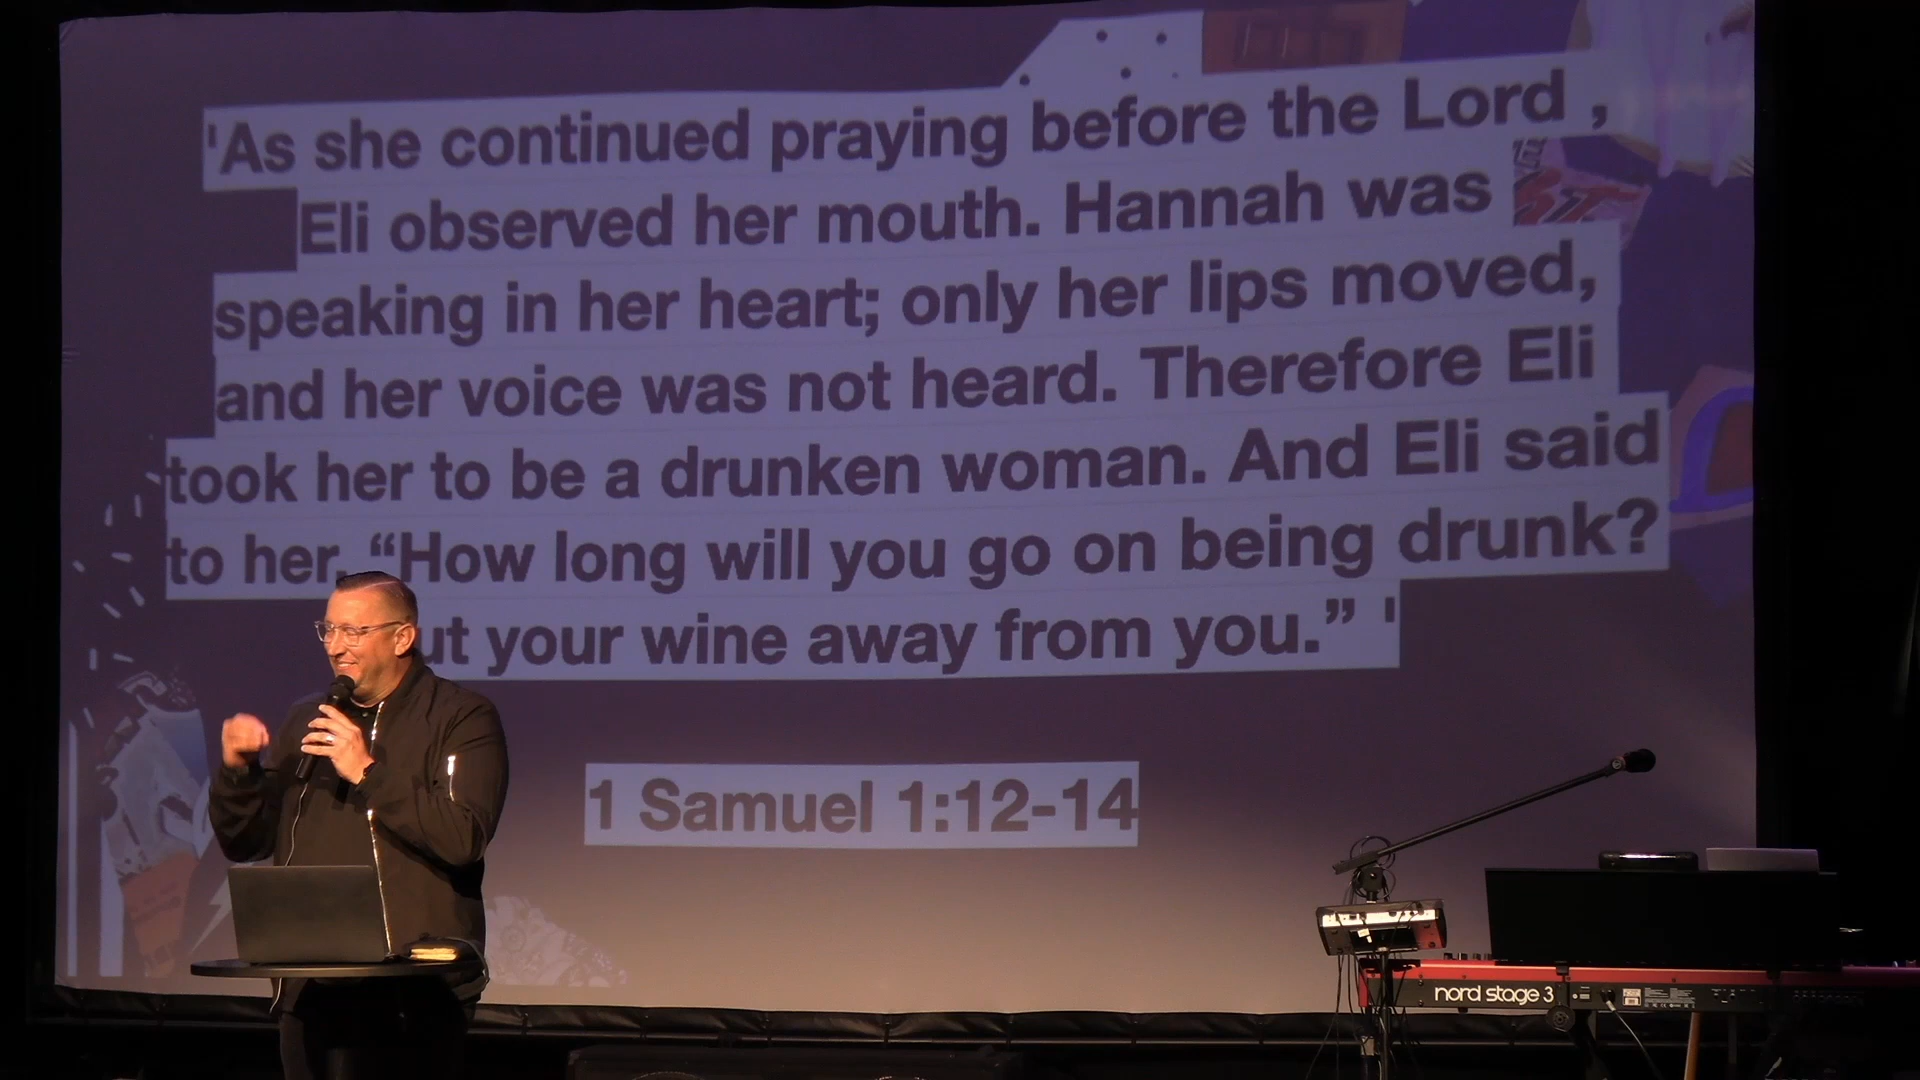 'As she continued praying before the Lord ,
Eli observed her mouth. Hannah was
speaking in her heart; only her lips moved,
and her voice was not heard. Therefore Eli
took her to be a drunken woman. And Eli said
to her, “How long will you go on being drunk?
ut your wine away from you.” '
1 Samuel 1:12-14
nord stage 3